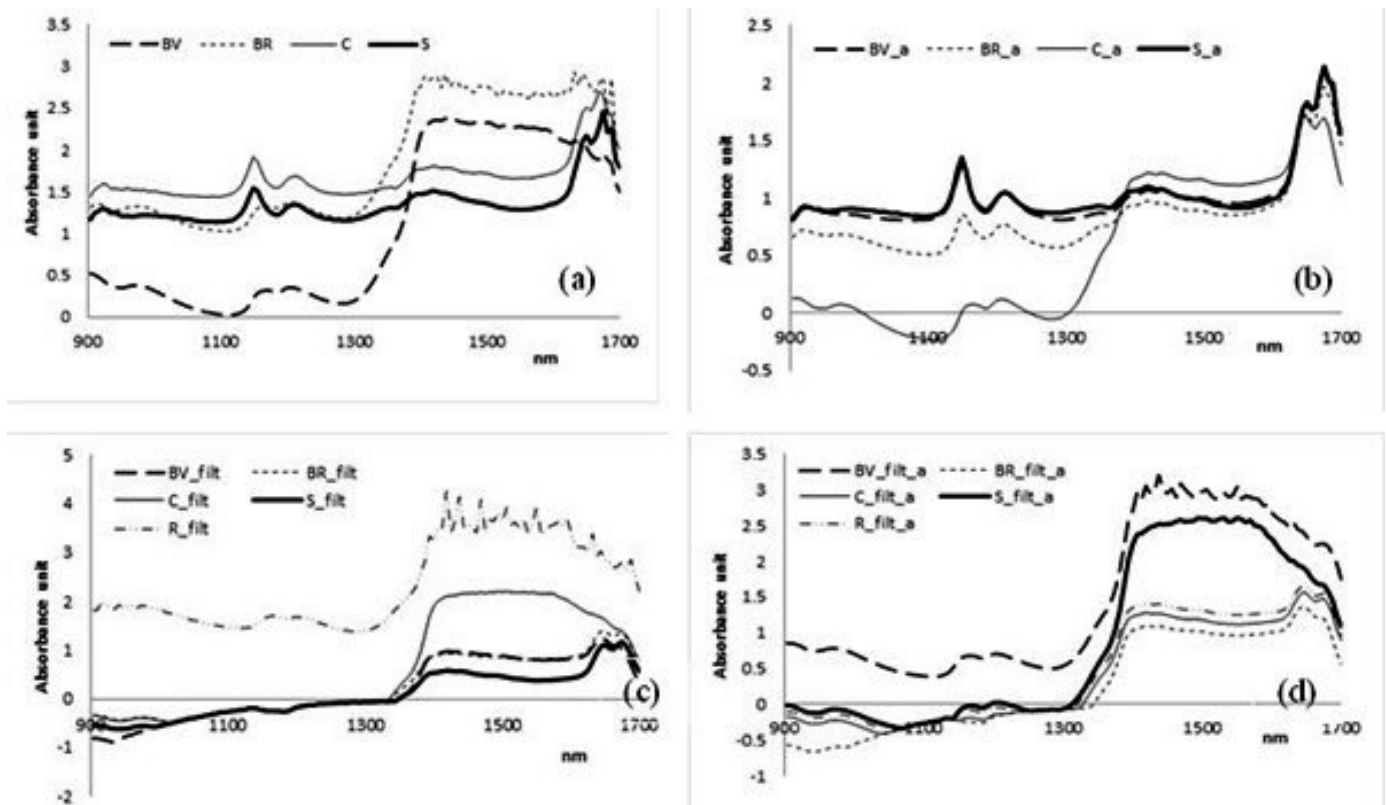 3.5
BV BR C S
3
2.5
2
1.5
1
0.5
0
Absorbance unit
(a)
900 1100 1300 1500 1700
nm
2.5
BV_a BR_a C_a S_a
2
1.5
1
0.5
0
-0.5
Absorbance unit
(b)
900 1100 1300 1500 1700
nm
5
BV_filt BR_filt
C_filt S_filt
R_filt
4
3
2
1
0
-1
-2
Absorbance unit
(c)
900 1100 1300 1500 1700
nm
3.5
BV_filt_a BR_filt_a
C_filt_a S_filt_a
R_filt_a
3
2.5
2
1.5
1
0.5
0
-0.5
-1
Absorbance unit
(d)
900 1100 1300 1500 1700
nm